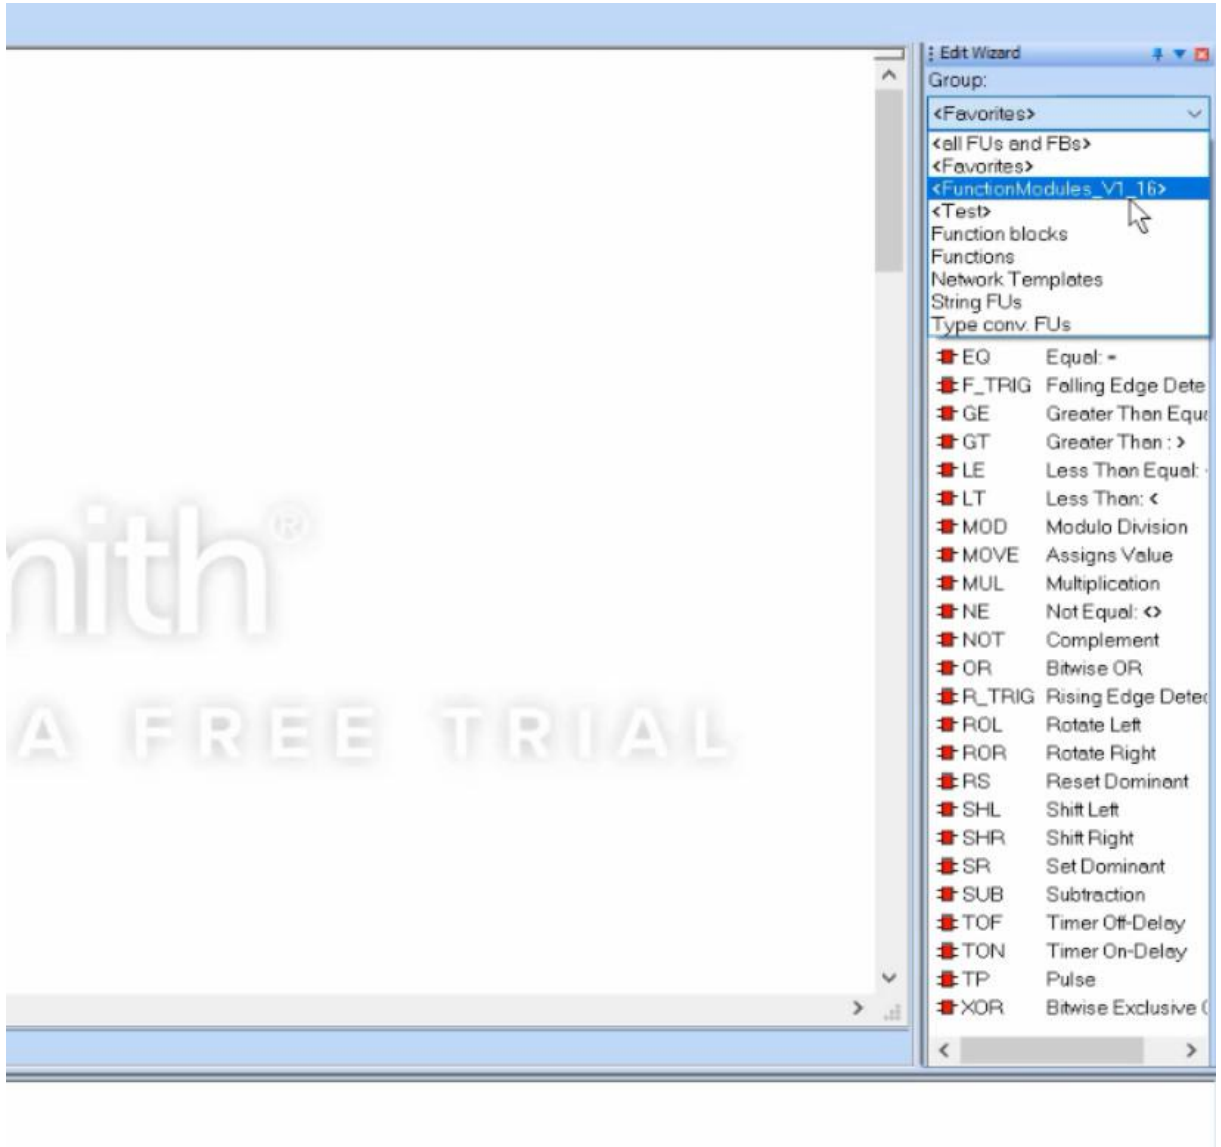 Edit Wizard
Group:
<Favorites>
<all FUs and FBs>
<Favorites>
<FunctionModules_V1_16>
<Test>
Function blocks
Functions
Network Templates
String FUs
Type conv. FUs
EQ Equal: =
F_TRIG Falling Edge Dete
GE Greater Than Equa
GT Greater Than : >
LE Less Than Equal:
LT Less Than: <
MOD Modulo Division
MOVE Assigns Value
MUL Multiplication
NE Not Equal: <>
NOT Complement
OR Bitwise OR
R_TRIG Rising Edge Detec
ROL Rotate Left
ROR Rotate Right
RS Reset Dominant
SHL Shift Left
SHR Shift Right
SR Set Dominant
SUB Subtraction
TOF Timer Off-Delay
TON Timer On-Delay
TP Pulse
XOR Bitwise Exclusive (
mith®
A FREE TRIAL